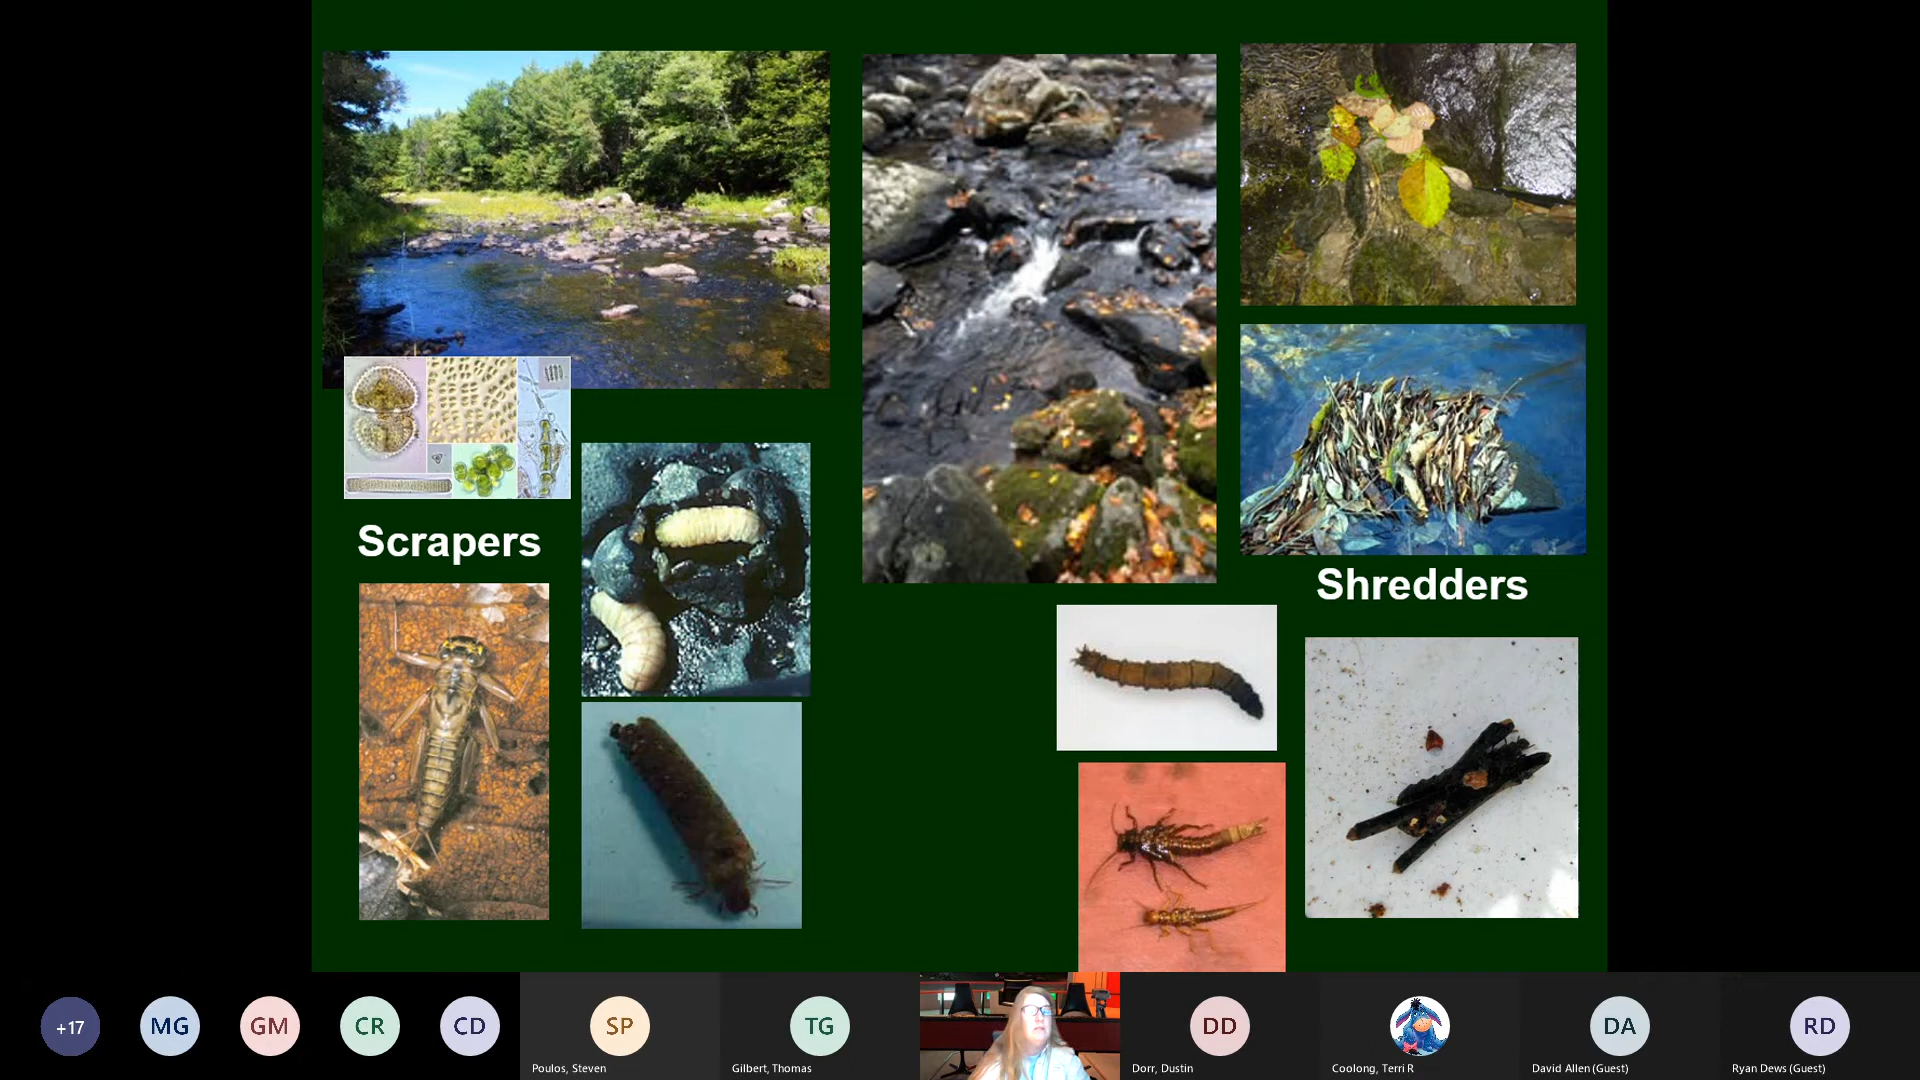 Scrapers
Shredders
+17
MG
GM
CR
CD
SP
Poulos, Steven
TG
Gilbert, Thomas
DD
Dorr, Dustin
Coolong, Terri R
DA
David Allen (Guest)
RD
Ryan Dews (Guest)